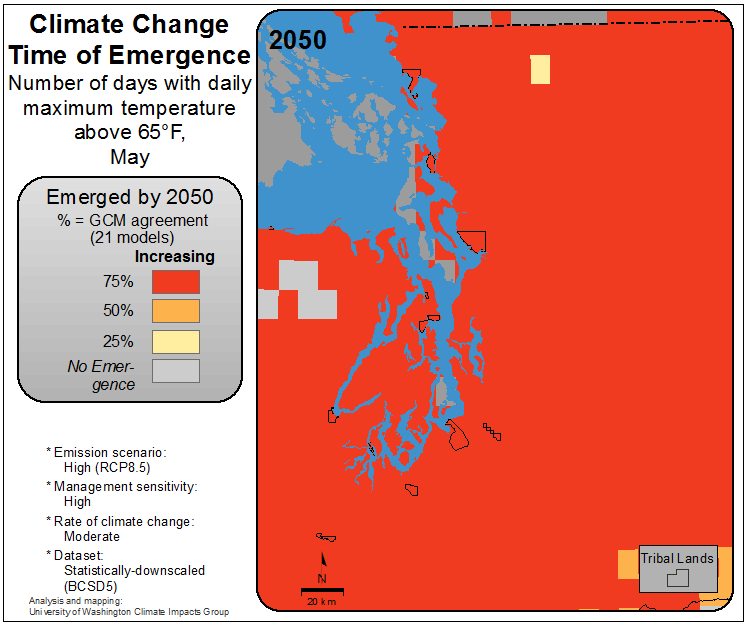 Climate Change
Time of Emergence
Number of days with daily
maximum temperature
above 65°F,
May
Emerged by 2050
% = GCM agreement
(21 models)
Increasing
75%
50%
25%
No Emer-
gence
* Emission scenario:
High (RCP8.5)
* Management sensitivity:
High
* Rate of climate change:
Moderate
* Dataset:
Statistically-downscaled
(BCSD5)
Analysis and mapping:
University of Washington Climate Impacts Group
2050
N
20 km
Tribal Lands